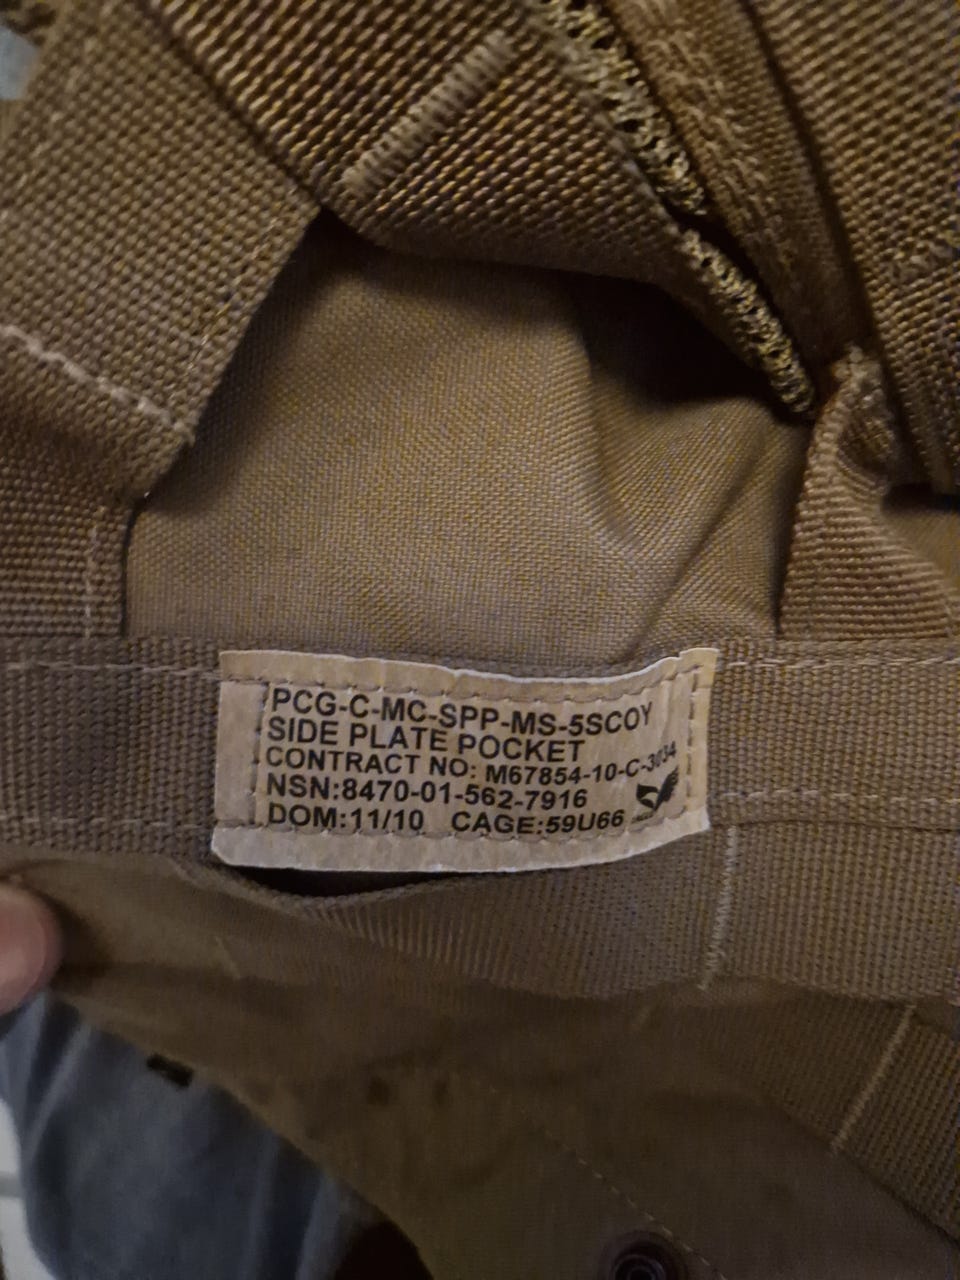 PCG-C-MC-SPP-MS-5SCOY
SIDE PLATE POCKET
CONTRACT NO: M67854-10-C-3034
NSN:8470-01-562-7916
DOM:11/10 CAGE:59U66